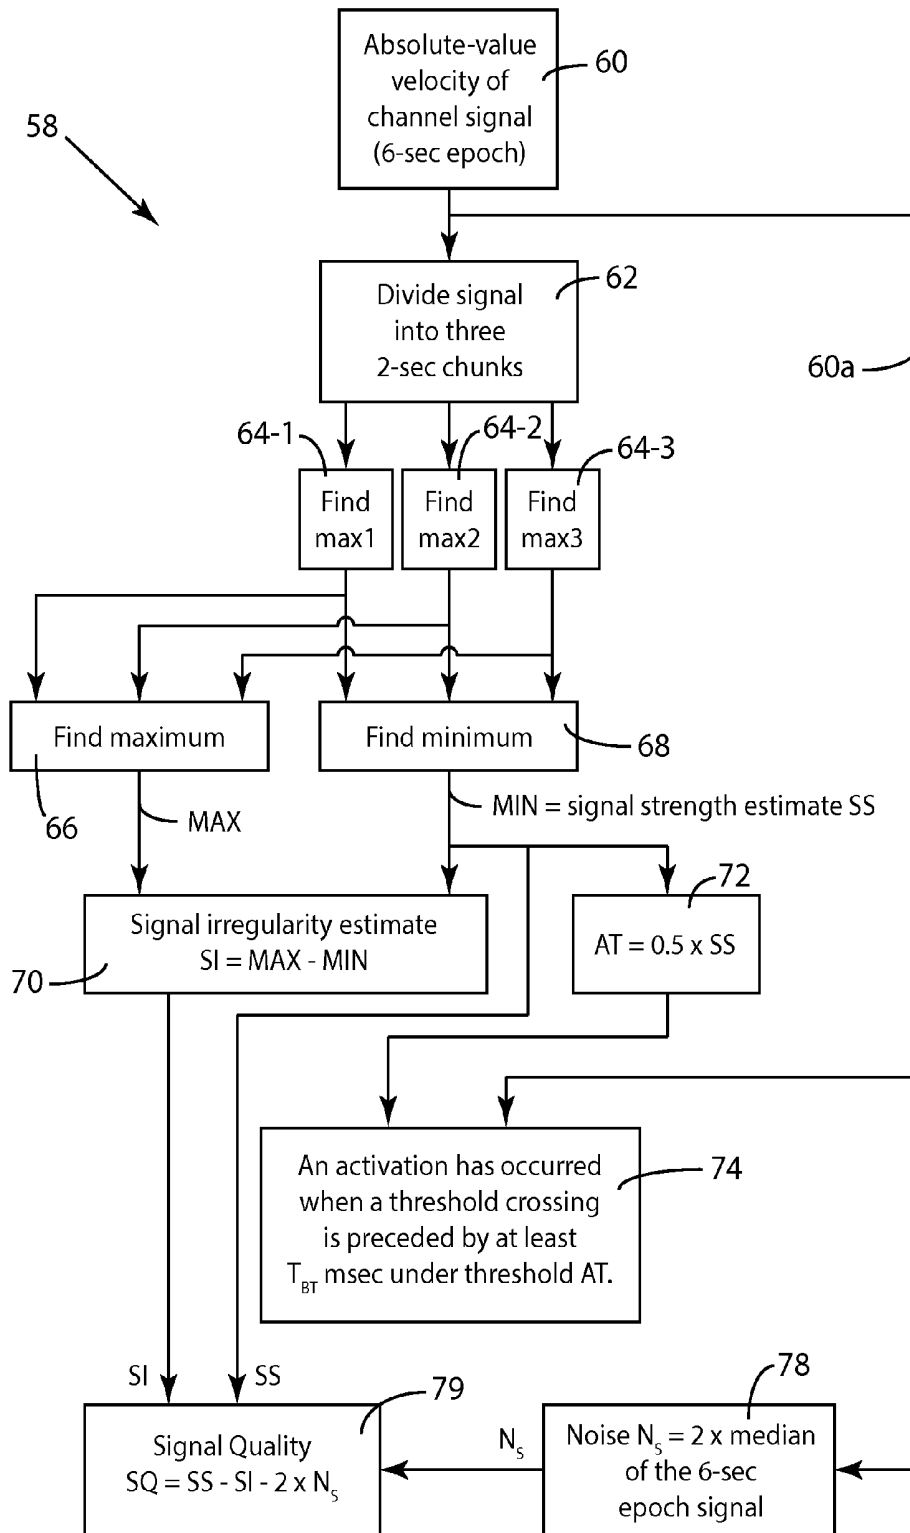 Absolute-value
velocity of
channel signal
(6-sec epoch)
60
58
Divide signal
into three
2-sec chunks
62
60a
64-1
64-2
64-3
Find
max1
Find
max2
Find
max3
Find maximum
Find minimum
68
66
MAX
MIN = signal strength estimate SS
72
Signal irregularity estimate
SI = MAX - MIN
AT = 0.5 x SS
70
An activation has occurred
when a threshold crossing
is preceded by at least
T_BT msec under threshold AT.
74
SI
SS
79
78
Signal Quality
SQ = SS - SI - 2 x N_S
N_S
Noise N_S = 2 x median
of the 6-sec
epoch signal